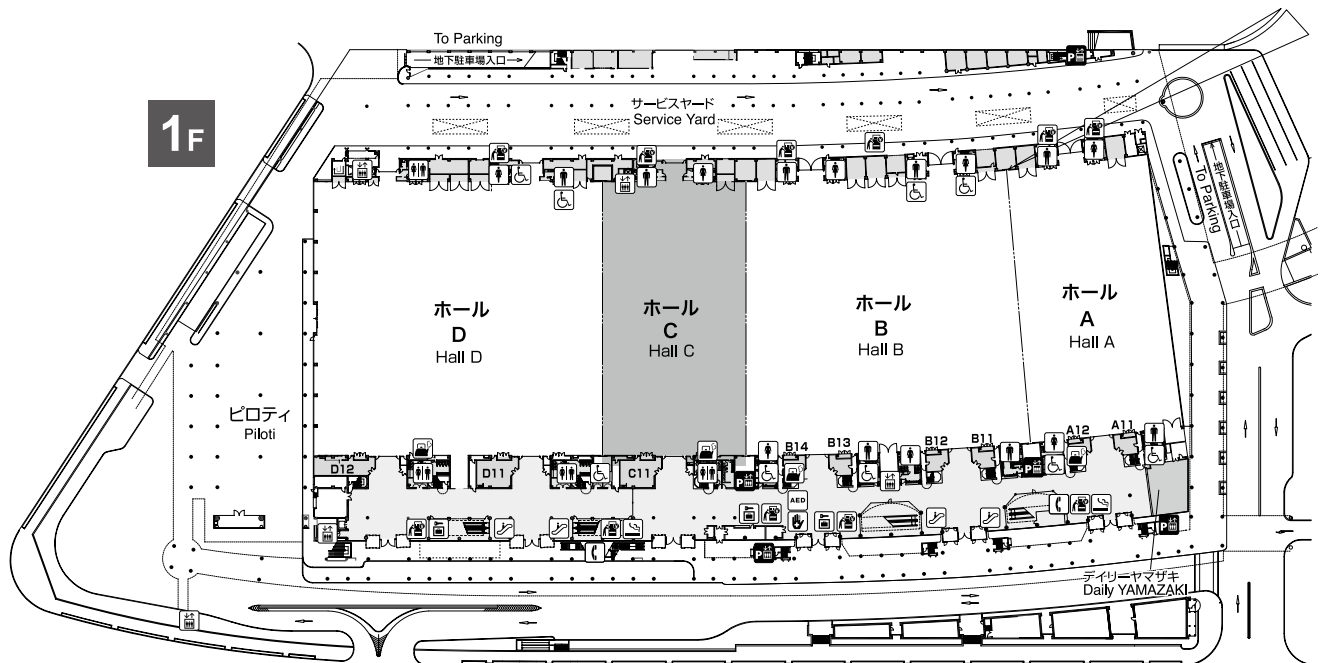 To Parking
地下駐車場入口
1F
サービスヤード
Service Yard
To Parking
地下駐車場入口
ホール
D
Hall D
ホール
C
Hall C
ホール
B
Hall B
ホール
A
Hall A
ピロティ
Piloti
D12
D11
C11
B14
B13
B12
B11
A12
A11
P
P
P
P
P
AED
デイリーヤマザキ
Daily YAMAZAKI